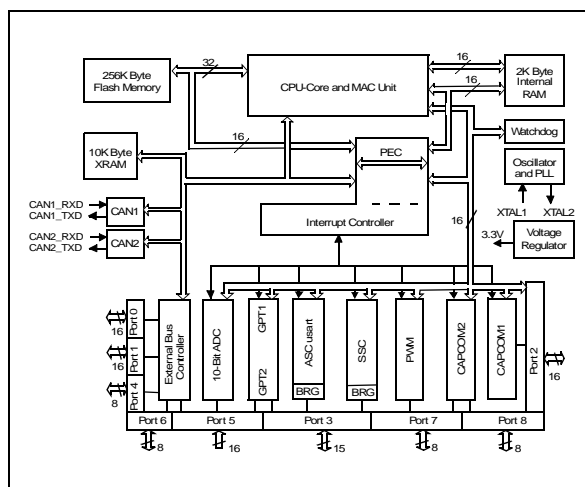 256K Byte
Flash Memory
32
CPU-Core and MAC Unit
16
16
2K Byte
Internal
RAM
Watchdog
16
PEC
10K Byte
XRAM
Oscillator
and PLL
XTAL1
XTAL2
CAN1_RXD
CAN1_TXD
CAN1
CAN2_RXD
CAN2_TXD
CAN2
Interrupt Controller
16
3.3V
Voltage
Regulator
Port 0
16
Port 1
16
Port 4
8
External Bus
Controller
10-Bit ADC
GPT1
GPT2
ASC usart
BRG
SSC
BRG
PWM
CAPCOM2
CAPCOM1
Port 2
16
Port 6
Port 5
Port 3
Port 7
Port 8
8
16
15
8
8